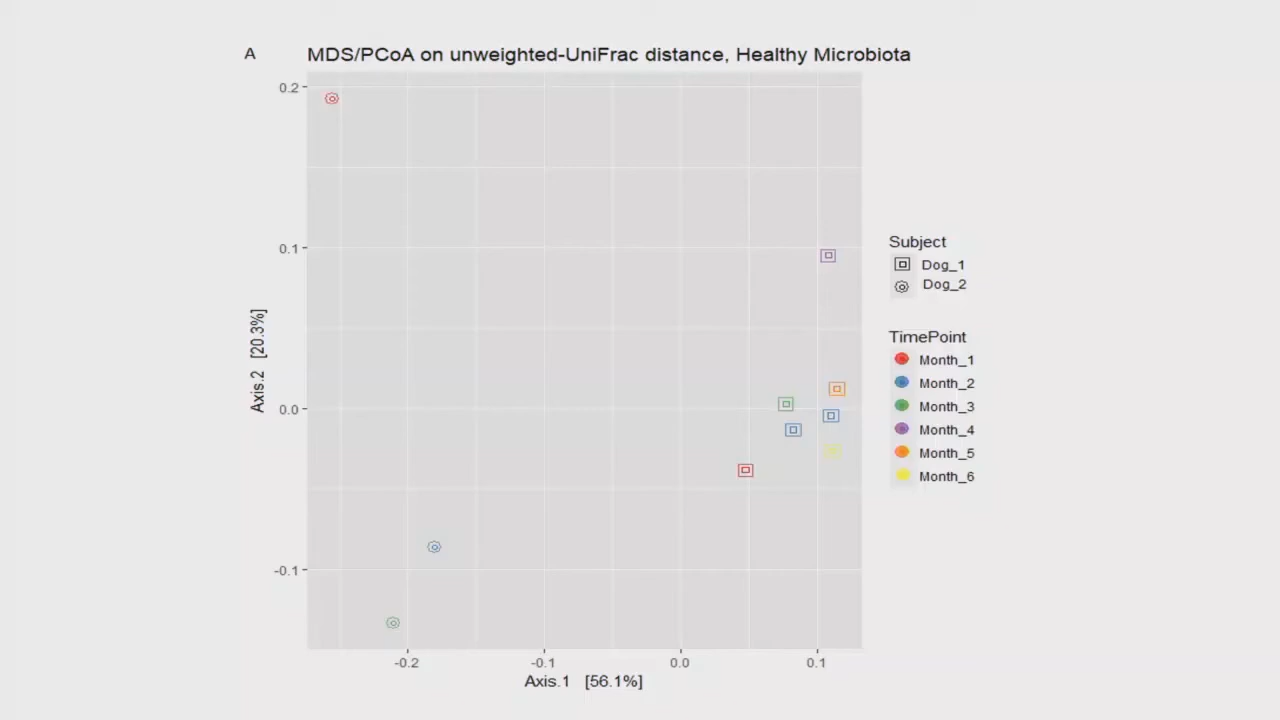 A
MDS/PCoA on unweighted-UniFrac distance, Healthy Microbiota
0.2
0.1
0.0
-0.1
Axis.2 [20.3%]
-0.2
-0.1
0.0
0.1
Axis.1 [56.1%]
Subject
Dog_1
Dog_2
TimePoint
Month_1
Month_2
Month_3
Month_4
Month_5
Month_6